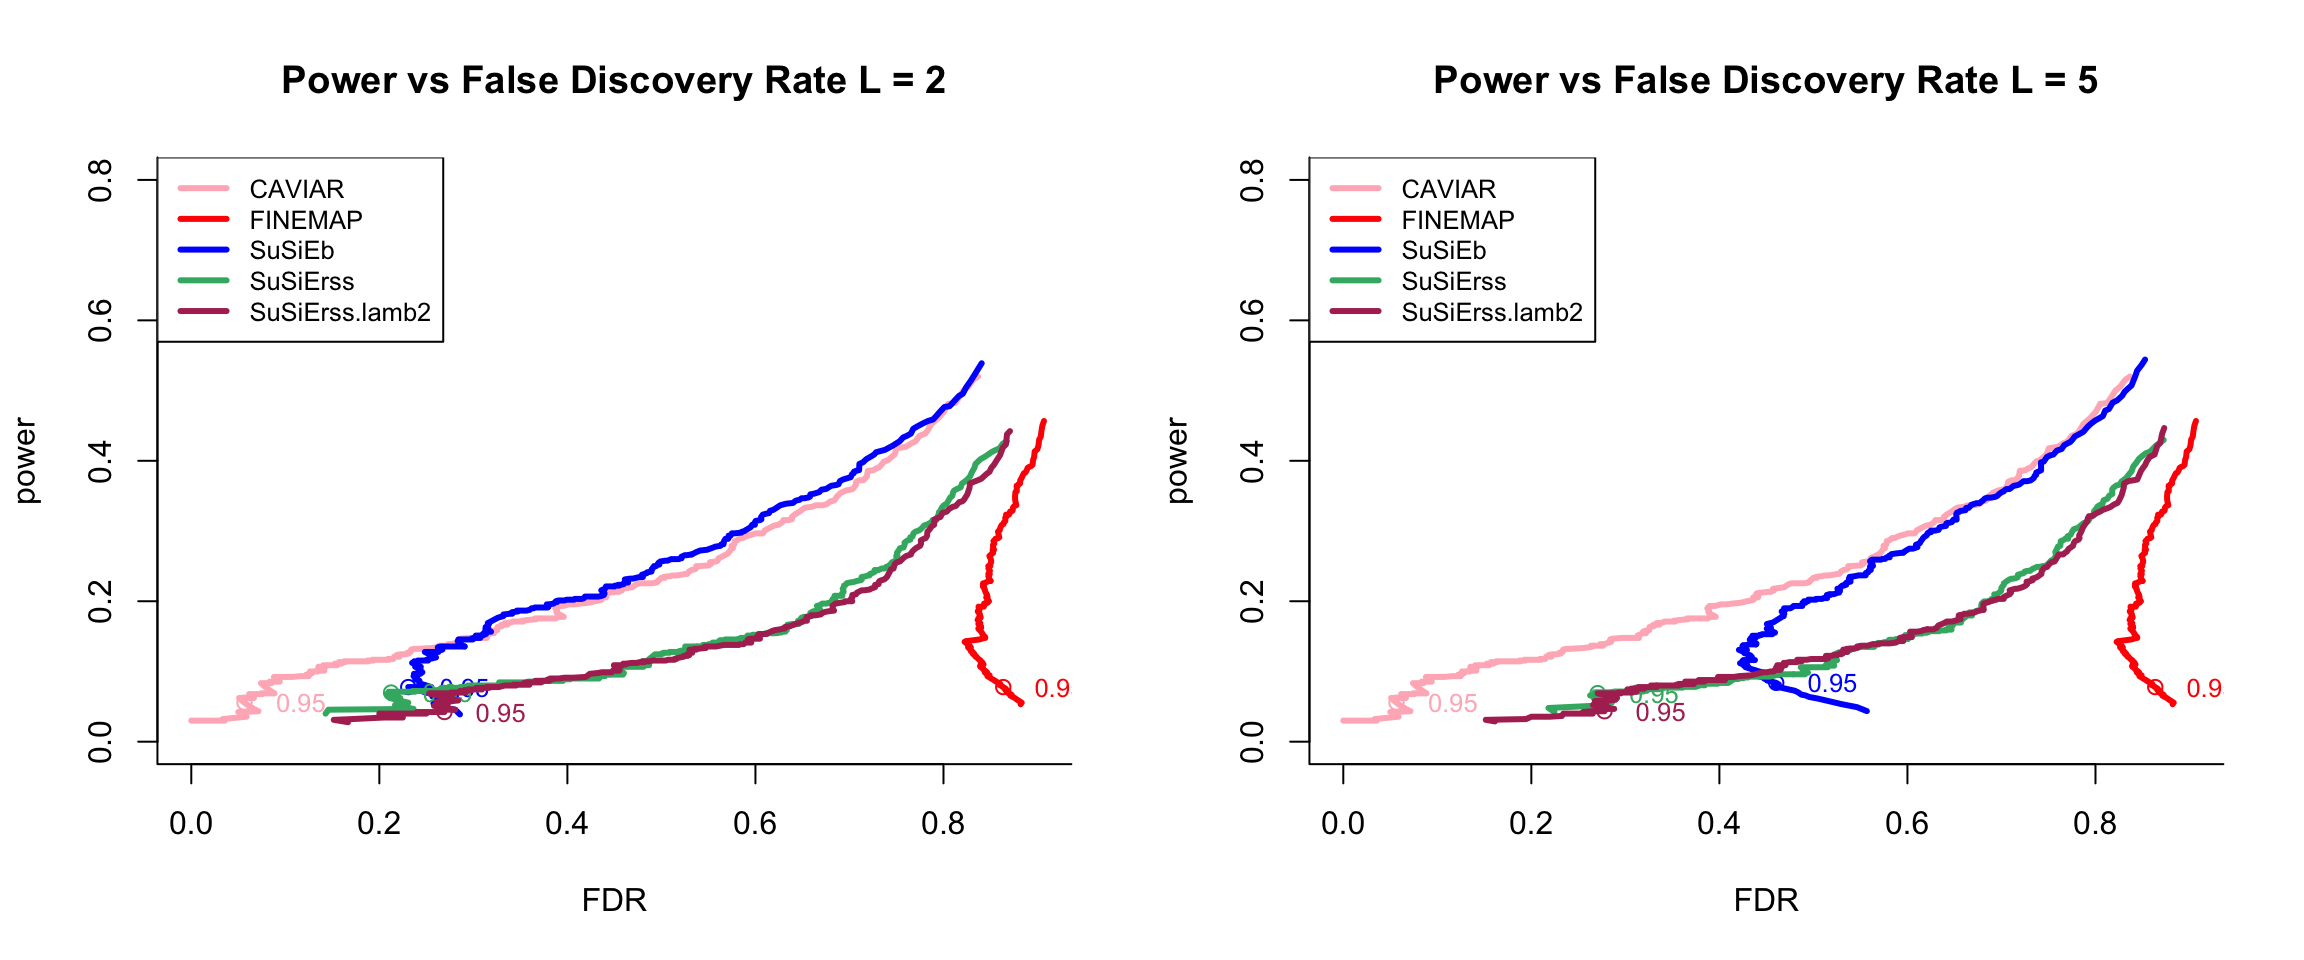 Power vs False Discovery Rate L = 2
power
0.0
0.2
0.4
0.6
0.8
CAVIAR
FINEMAP
SuSiEb
SuSiErss
SuSiErss.lamb2
0.95
0.95
0.95
0.9
0.0 0.2 0.4 0.6 0.8
FDR
Power vs False Discovery Rate L = 5
power
0.0
0.2
0.4
0.6
0.8
CAVIAR
FINEMAP
SuSiEb
SuSiErss
SuSiErss.lamb2
0.95
0.95
0.95
0.95
0.9
0.0 0.2 0.4 0.6 0.8
FDR